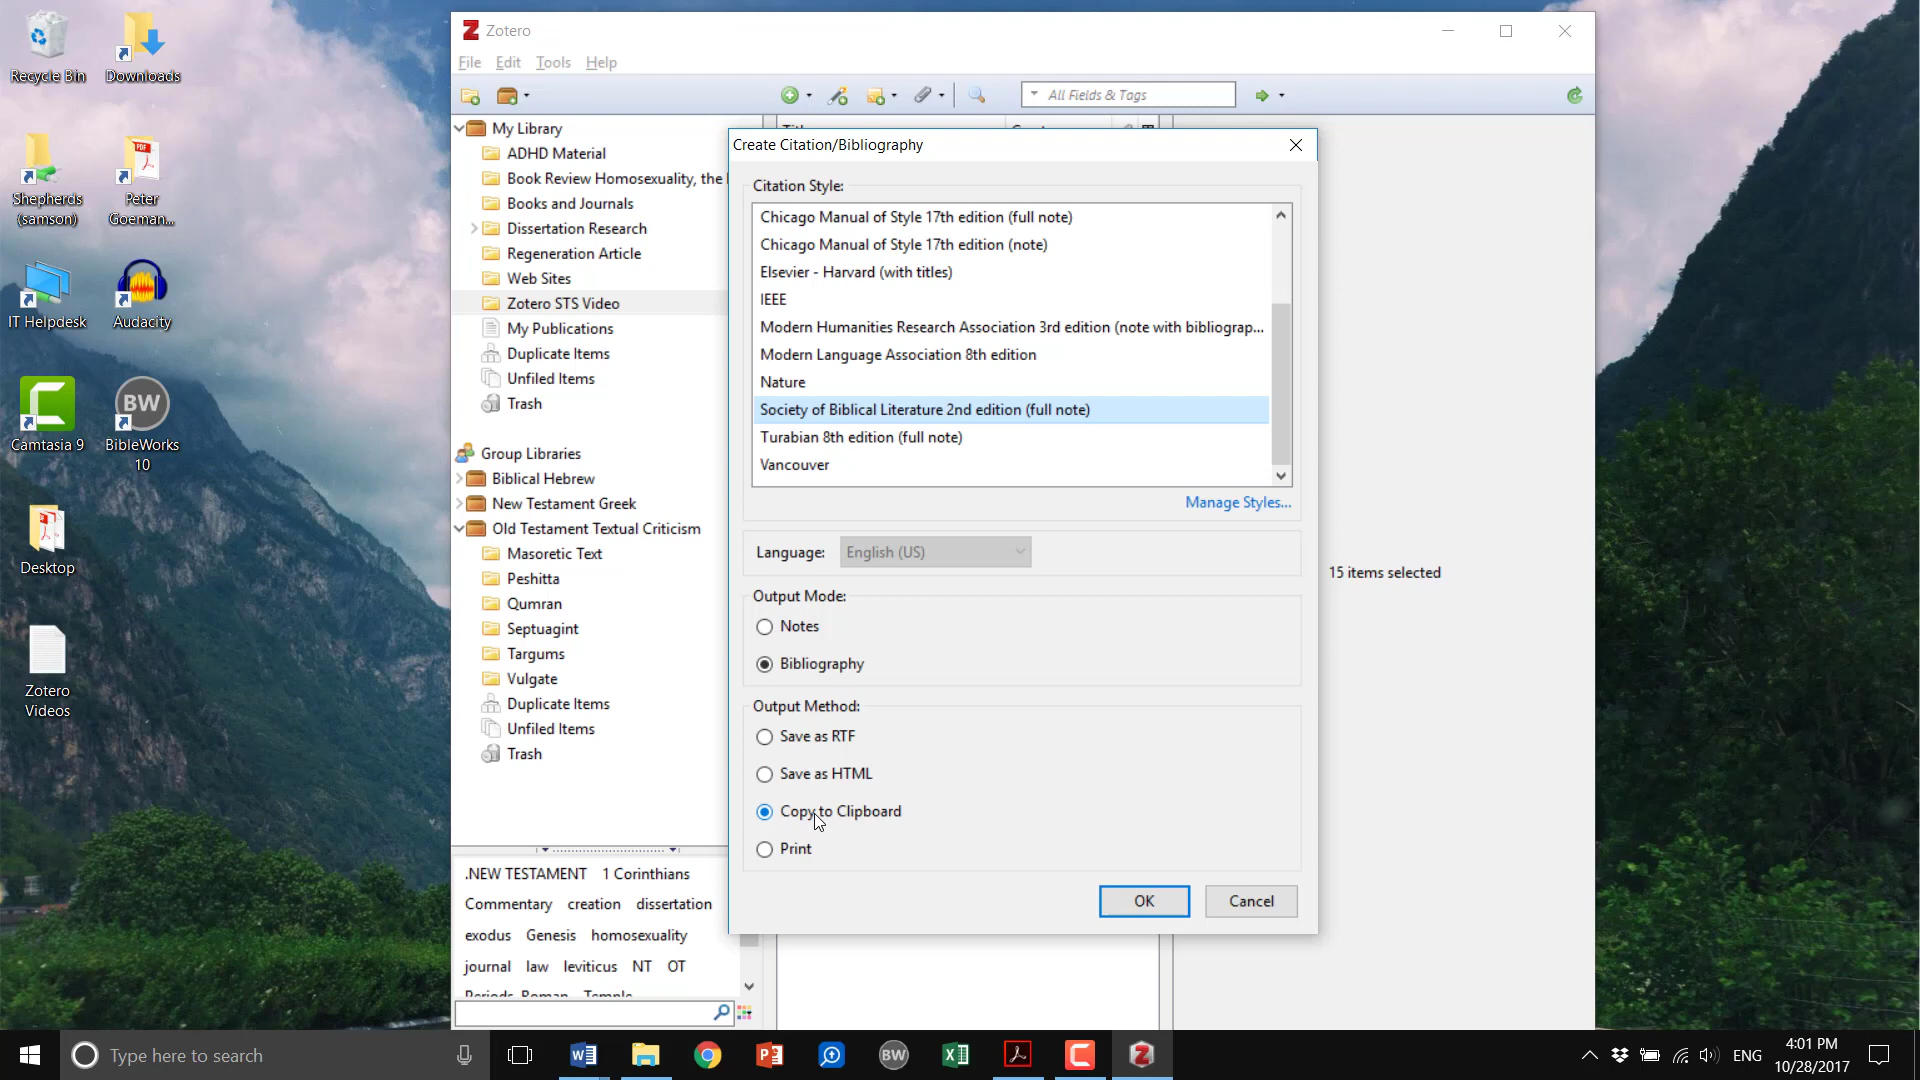 Recycle Bin
Downloads
Shepherds
(samson)
Peter
Goeman...
IT Helpdesk
Audacity
Camtasia 9
BW
BibleWorks
10
Desktop
Zotero
Videos
Z Zotero
File Edit Tools Help
All Fields & Tags
My Library
ADHD Material
Book Review Homosexuality, the
Books and Journals
Dissertation Research
Regeneration Article
Web Sites
Zotero STS Video
My Publications
Duplicate Items
Unfiled Items
Trash
Group Libraries
Biblical Hebrew
New Testament Greek
Old Testament Textual Criticism
Masoretic Text
Peshitta
Qumran
Septuagint
Targums
Vulgate
Duplicate Items
Unfiled Items
Trash
.NEW TESTAMENT 1 Corinthians
Commentary creation dissertation
exodus Genesis homosexuality
journal law leviticus NT OT
Periods, Roman Temple
Create Citation/Bibliography
Citation Style:
Chicago Manual of Style 17th edition (full note)
Chicago Manual of Style 17th edition (note)
Elsevier - Harvard (with titles)
IEEE
Modern Humanities Research Association 3rd edition (note with bibliograp...
Modern Language Association 8th edition
Nature
Society of Biblical Literature 2nd edition (full note)
Turabian 8th edition (full note)
Vancouver
Manage Styles...
Language: English (US)
Output Mode:
Notes
Bibliography
Output Method:
Save as RTF
Save as HTML
Copy to Clipboard
Print
OK Cancel
15 items selected
Type here to search
BW
ENG
4:01 PM
10/28/2017